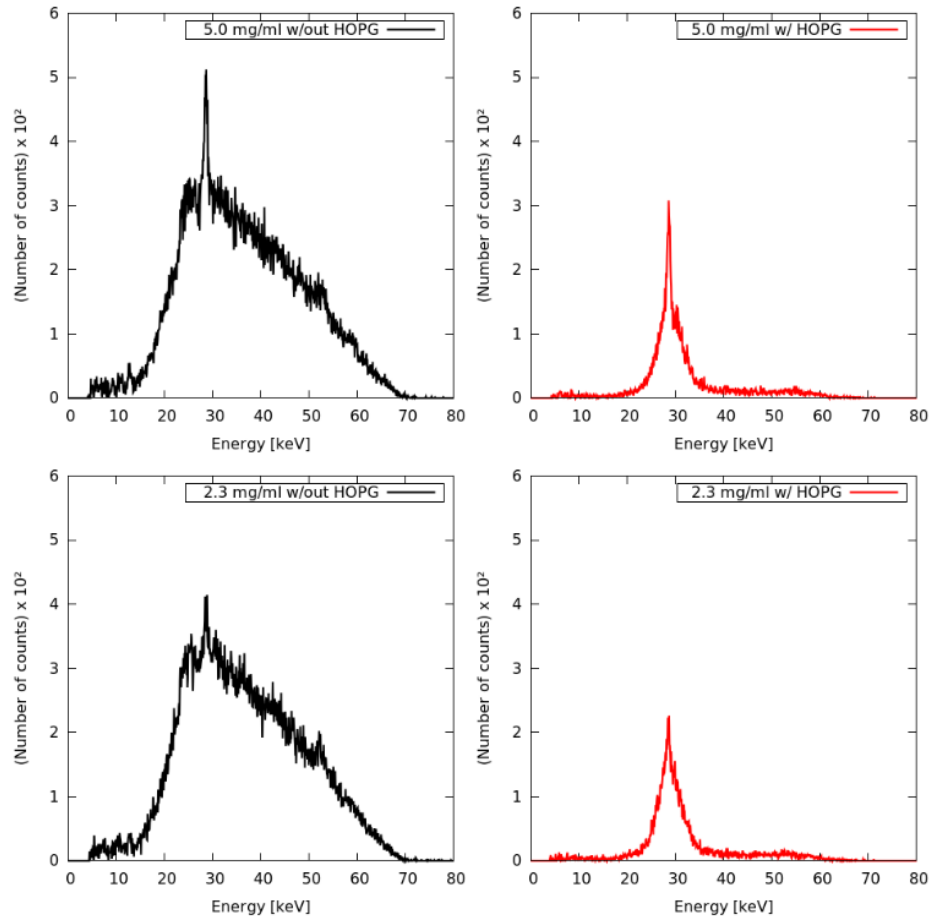 5.0 mg/ml w/out HOPG
(Number of counts) x 10²
6
5
4
3
2
1
0
0 10 20 30 40 50 60 70 80
Energy [keV]
5.0 mg/ml w/ HOPG
(Number of counts) x 10²
6
5
4
3
2
1
0
0 10 20 30 40 50 60 70 80
Energy [keV]
2.3 mg/ml w/out HOPG
(Number of counts) x 10²
6
5
4
3
2
1
0
0 10 20 30 40 50 60 70 80
Energy [keV]
2.3 mg/ml w/ HOPG
(Number of counts) x 10²
6
5
4
3
2
1
0
0 10 20 30 40 50 60 70 80
Energy [keV]